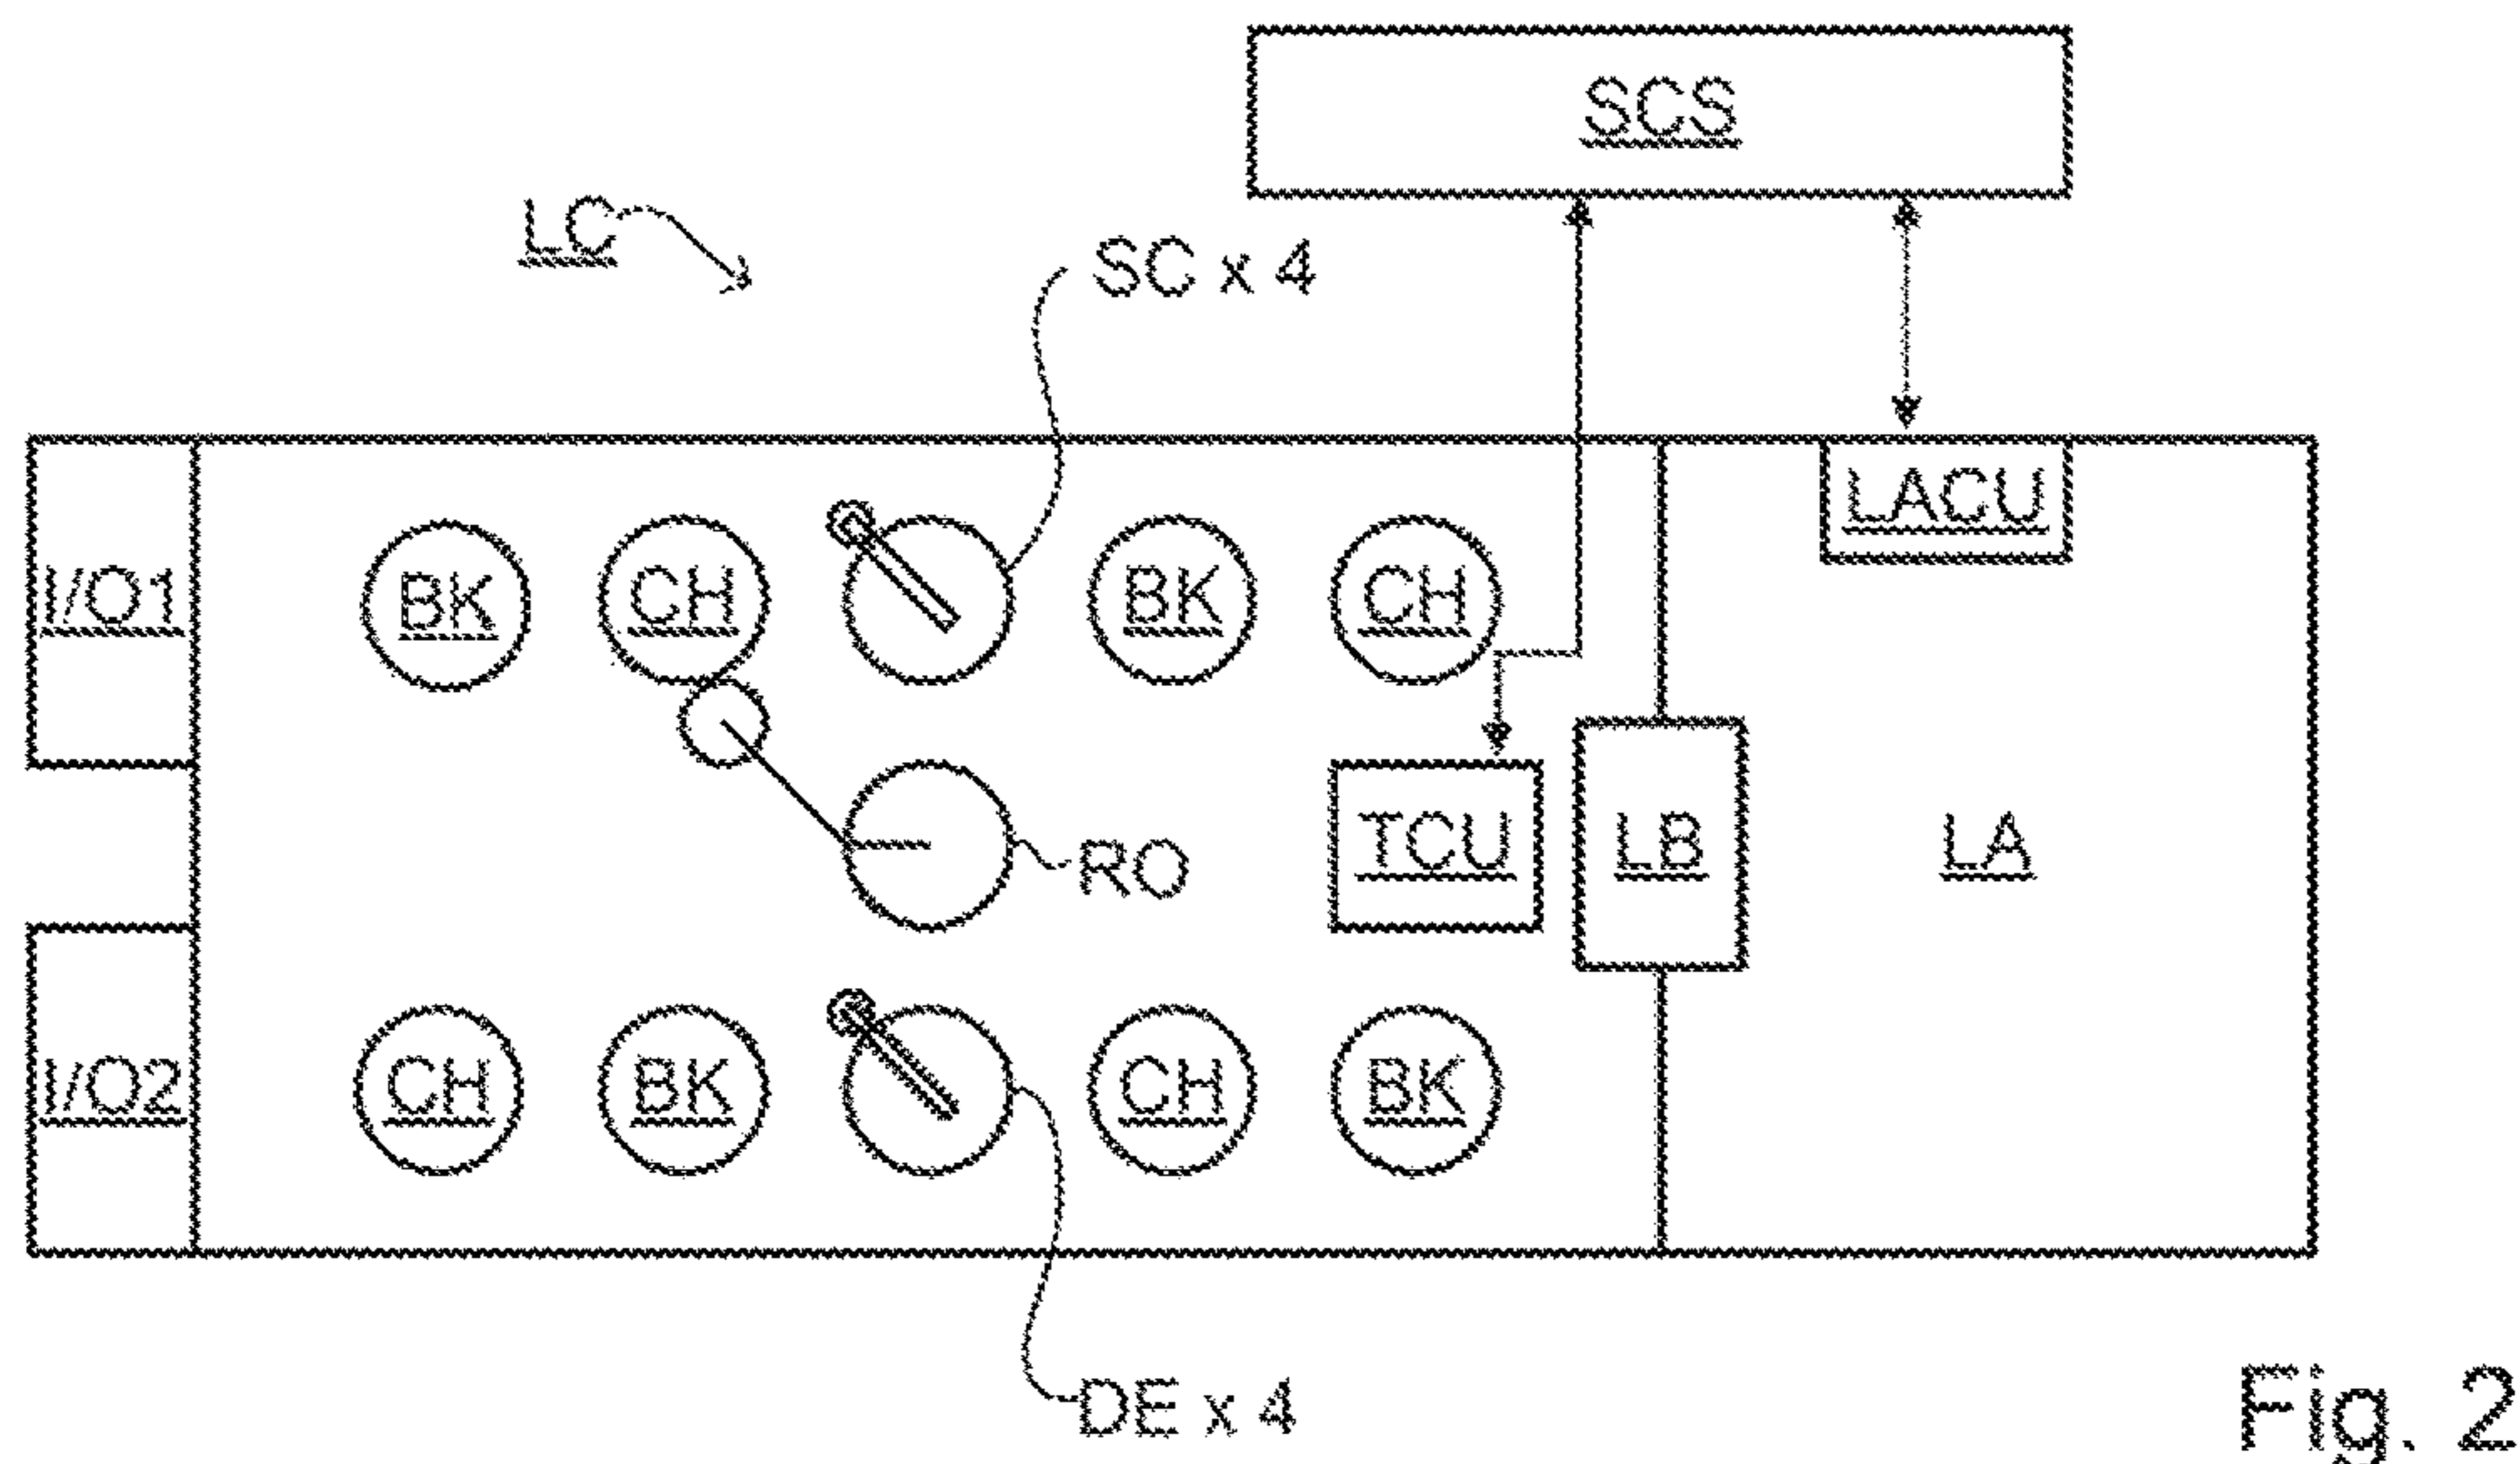 SCS
LC
SC x 4
LACU
I/O1
BK
CH
BK
CH
TCU
LB
LA
RO
I/O2
CH
BK
CH
BK
DE x 4
Fig. 2